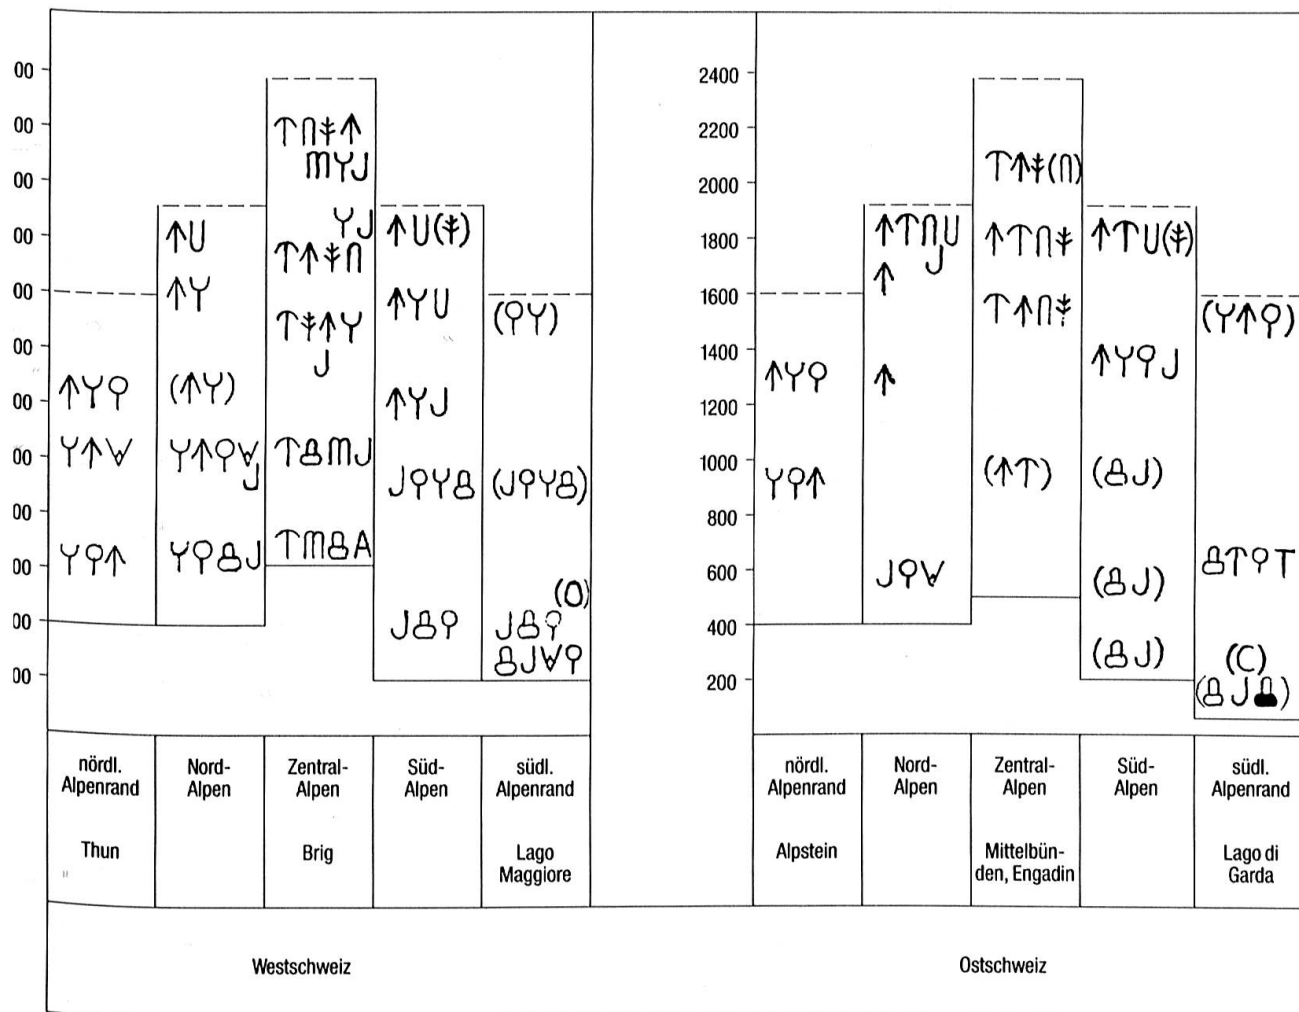 00
00
00
00
00
00
00
00
00
00
00
00
2400
2200
2000
1800
1600
1400
1200
1000
800
600
400
200
(C)
nördl.
Alpenrand
Nord-
Alpen
Zentral-
Alpen
Süd-
Alpen
südl.
Alpenrand
Thun
Brig
Lago
Maggiore
nördl.
Alpenrand
Nord-
Alpen
Zentral-
Alpen
Süd-
Alpen
südl.
Alpenrand
Alpstein
Mittelbün-
den, Engadin
Lago di
Garda
Westschweiz
Ostschweiz